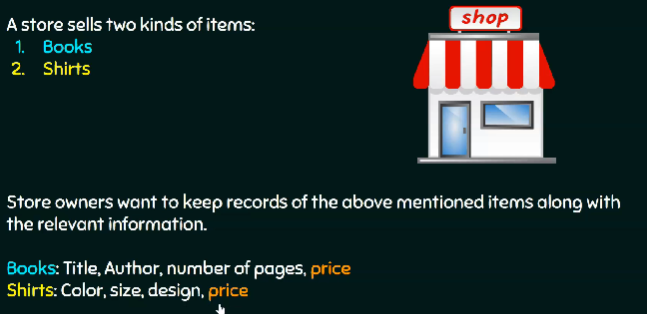 shop
A store sells two kinds of items:
1. Books
2. Shirts
Store owners want to keep records of the above mentioned items along with
the relevant information.
Books: Title, Author, number of pages, price
Shirts: Color, size, design, price